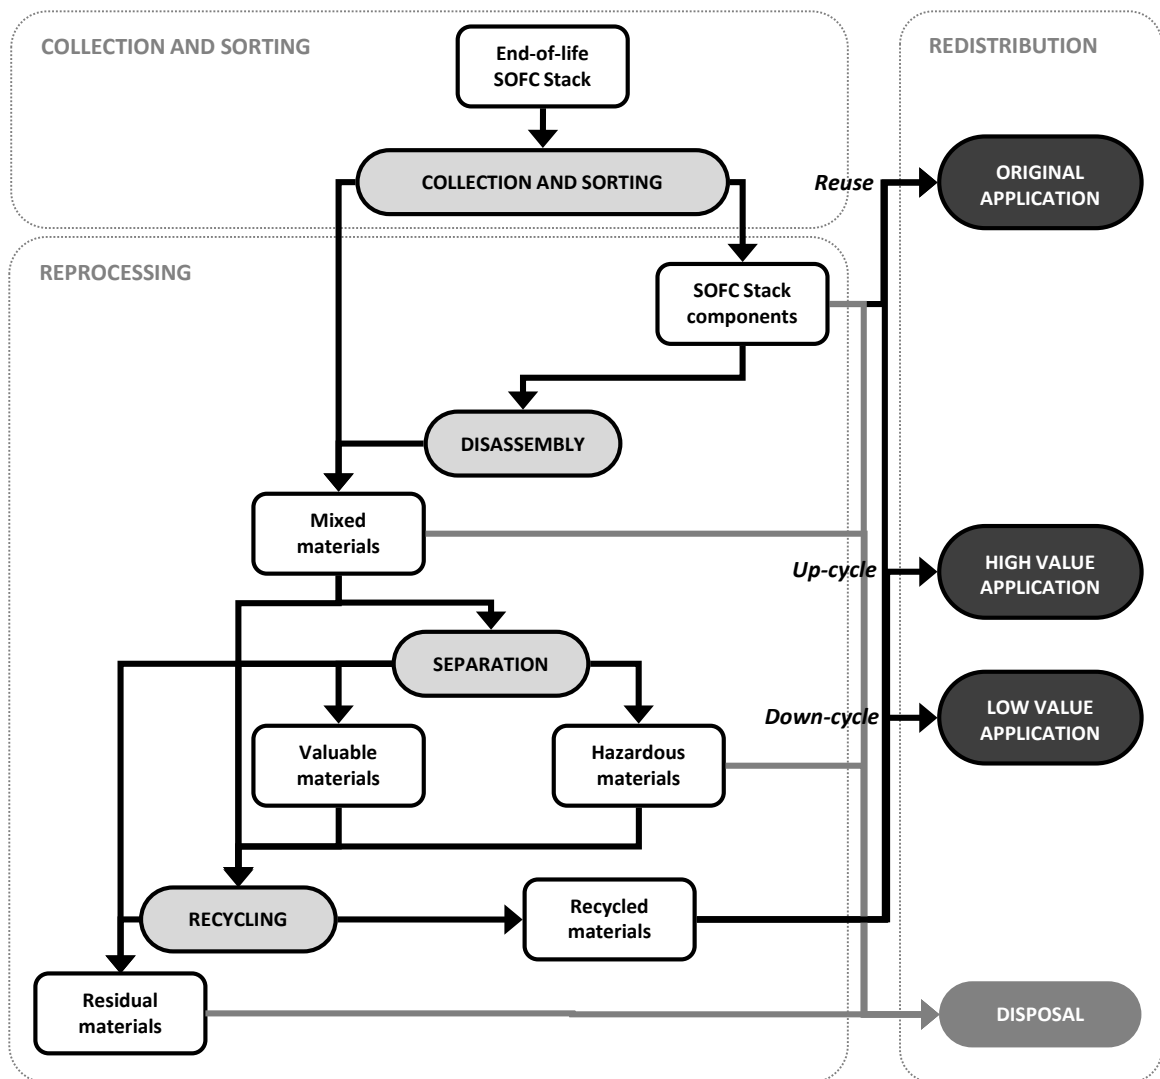 COLLECTION AND SORTING
End-of-life
SOFC Stack
REDISTRIBUTION
COLLECTION AND SORTING
Reuse
ORIGINAL
APPLICATION
REPROCESSING
SOFC Stack
components
DISASSEMBLY
Mixed
materials
Up-cycle
HIGH VALUE
APPLICATION
SEPARATION
Down-cycle
LOW VALUE
APPLICATION
Valuable
materials
Hazardous
materials
RECYCLING
Recycled
materials
Residual
materials
DISPOSAL